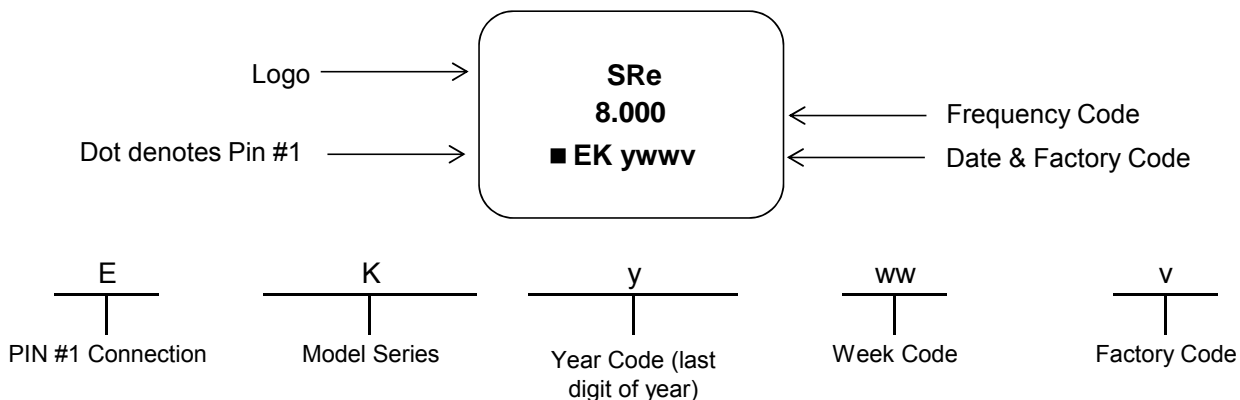 Logo
SRe
8.000
Frequency Code
Dot denotes Pin #1
■ EK ywwv
Date & Factory Code
E
K
y
ww
v
PIN #1 Connection
Model Series
Year Code (last
digit of year)
Week Code
Factory Code